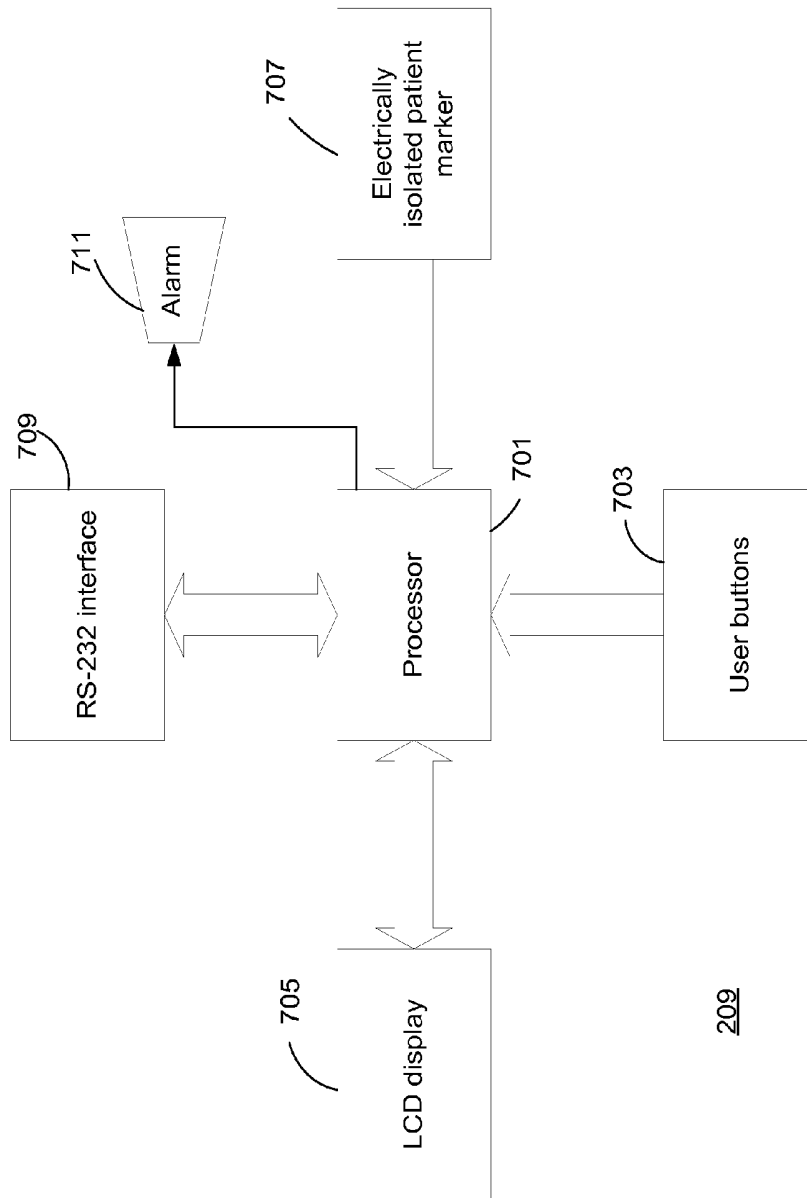 709
RS-232 interface
711
Alarm
707
Electrically
isolated patient
marker
705
LCD display
Processor
701
703
User buttons
209